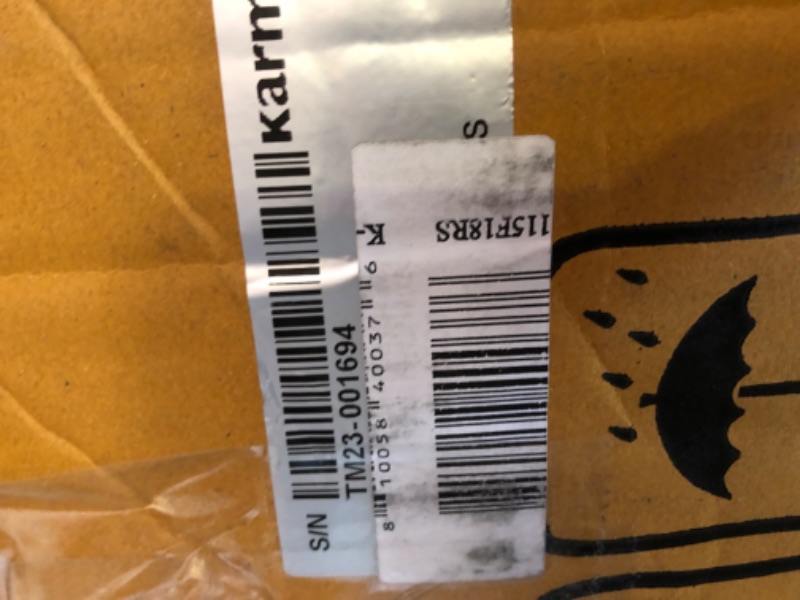 Karm
S
S/N
TM23-001694
8 10058 40037 6
K
115F18RS